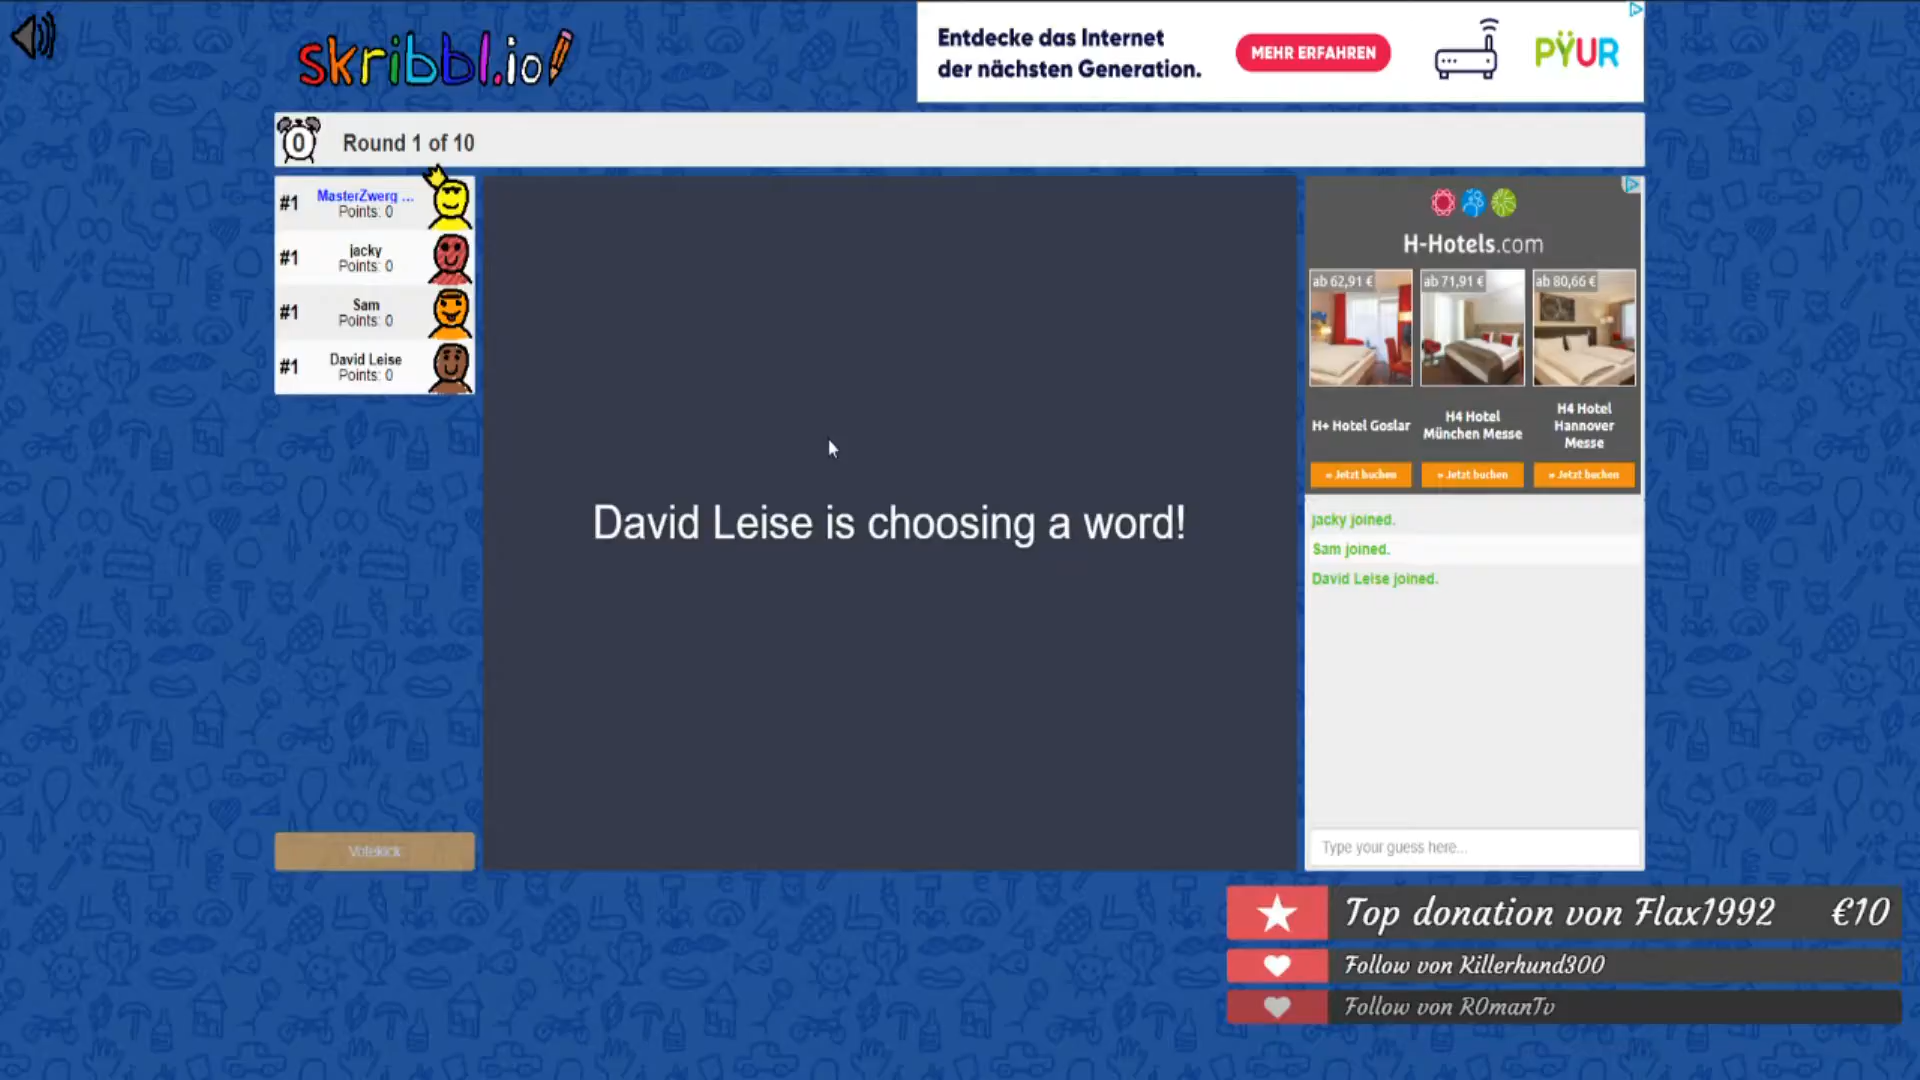 skribbl.io
Entdecke das Internet
der nächsten Generation.
MEHR ERFAHREN
PŸUR
0
Round 1 of 10
#1
MasterZwerg ...
Points: 0
#1
jacky
Points: 0
#1
Sam
Points: 0
#1
David Leise
Points: 0
David Leise is choosing a word!
H-Hotels.com
ab 62,91 €
ab 71,91 €
ab 80,66 €
H+ Hotel Goslar
H4 Hotel
München Messe
H4 Hotel
Hannover
Messe
» Jetzt buchen
» Jetzt buchen
» Jetzt buchen
jacky joined.
Sam joined.
David Leise joined.
Votekick
Type your guess here...
Top donation von Flax1992 €10
Follow von Killerhund300
Follow von R0manTv